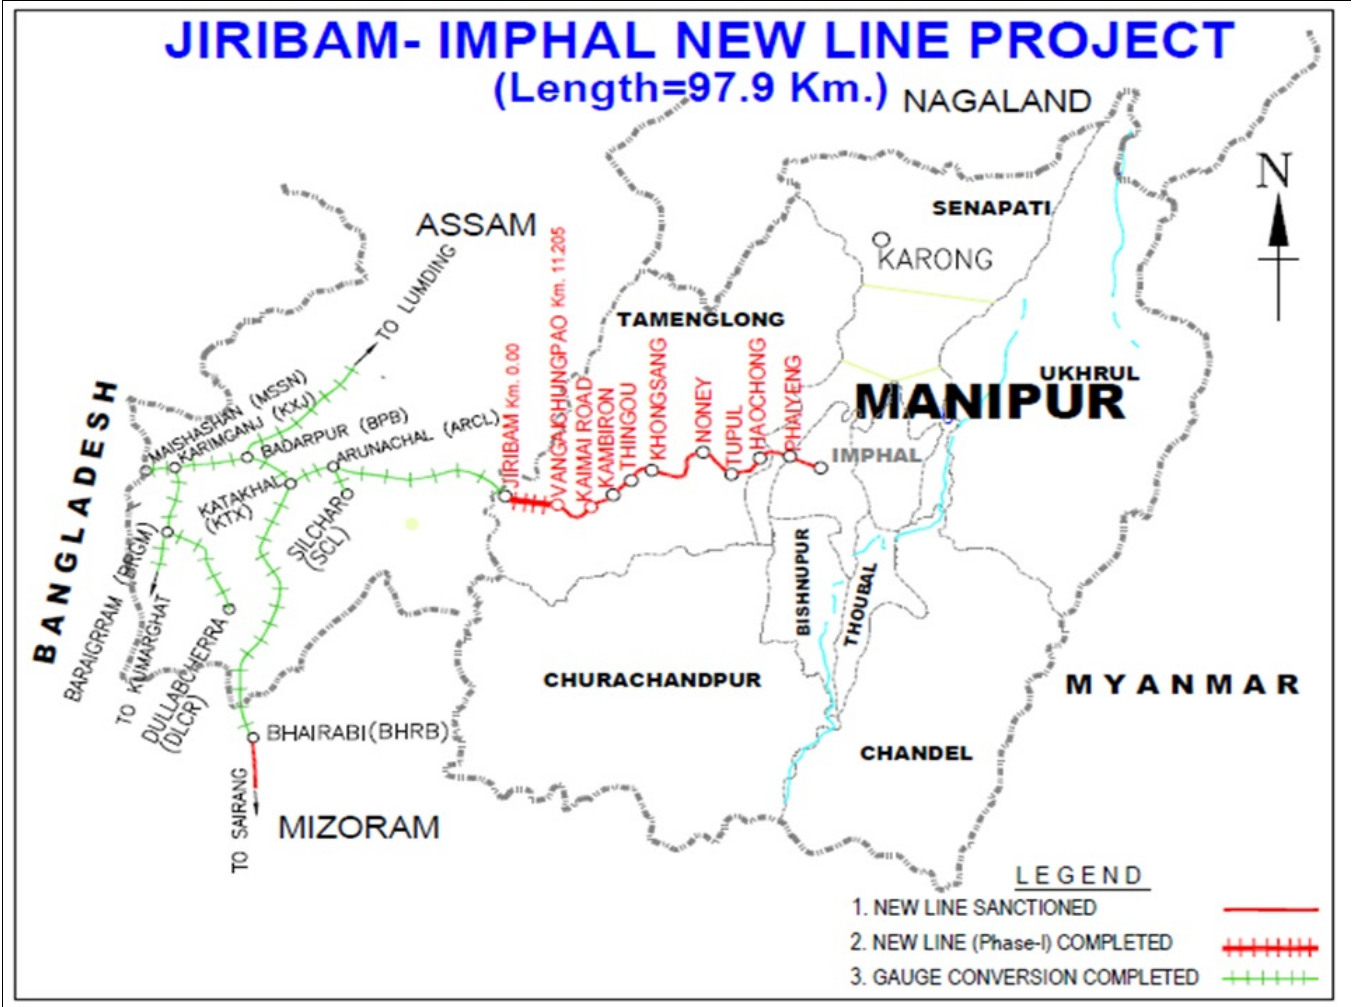 JIRIBAM- IMPHAL NEW LINE PROJECT
(Length=97.9 Km.)
NAGALAND
N
SENAPATI
ASSAM
KARONG
TO LUMDING
TAMENGLONG
BANGLADESH
MAISHASHAN (MSSN)
KARIMGANJ (KXJ)
BADARPUR (BPB)
ARUNACHAL (ARCL)
JIRIBAM Km. 0.00
VANGAICHUNGPAO Km. 11.205
KAIMAI ROAD
KAMBIRON
THINGOU
KHONGSANG
NONEY
TUPUL
HAOCHONG
PHAIYENG
UKHRUL
MANIPUR
IMPHAL
KATAKHAL
(KTX)
SILCHAR
(SCL)
BARAIGRRAM (BRGM)
TO KUMARGHAT
DULLABCHERRA
(DLCR)
BISHNUPUR
THOUBAL
CHURACHANDPUR
MYANMAR
BHAIRABI(BHRB)
CHANDEL
TO SAIRANG
MIZORAM
LEGEND
1. NEW LINE SANCTIONED
2. NEW LINE (Phase-I) COMPLETED
3. GAUGE CONVERSION COMPLETED